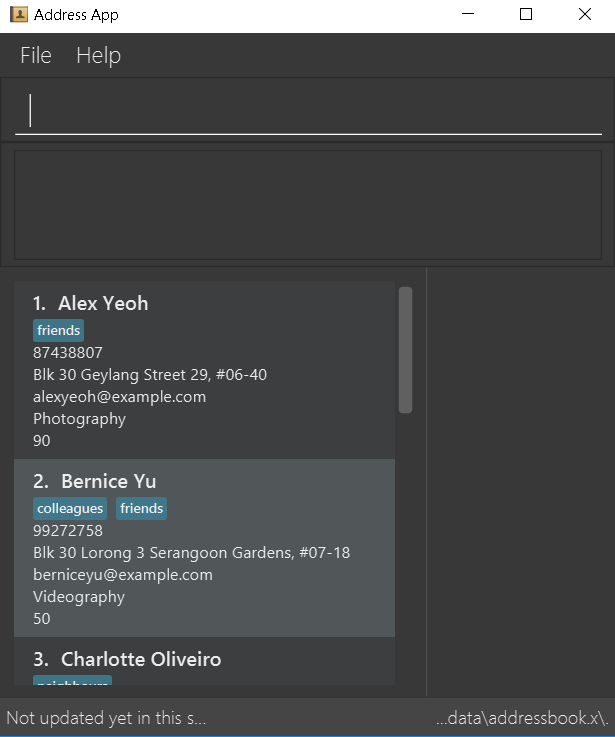 Address App
File Help
1. Alex Yeoh
friends
87438807
Blk 30 Geylang Street 29, #06-40
alexyeoh@example.com
Photography
90
2. Bernice Yu
colleagues friends
99272758
Blk 30 Lorong 3 Serangoon Gardens, #07-18
berniceyu@example.com
Videography
50
3. Charlotte Oliveiro
neighbours
Not updated yet in this s... ...data\addressbook.x\.